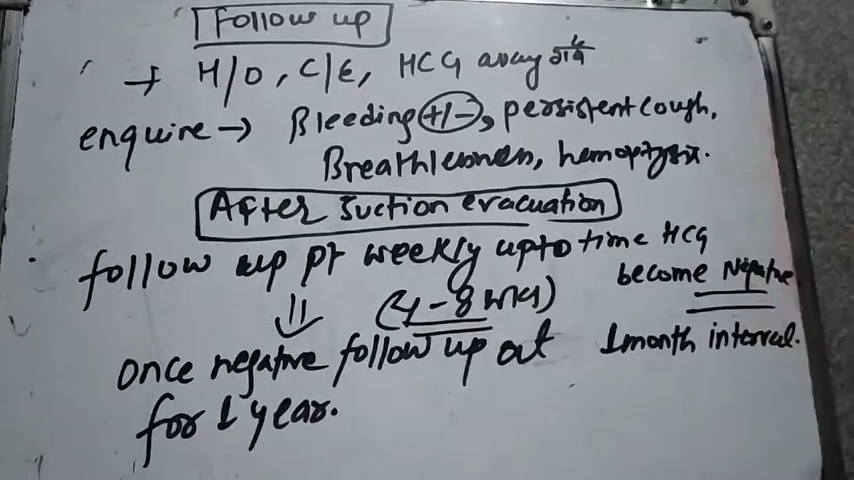 Follow up
→ H/O, C/E, HCG assay
enquire → Bleeding +/-, persistent cough,
Breathlessness, hemoptysis.
After suction evacuation
follow up pt weekly upto time HCG
become Negative
(4-8 wks)
once negative follow up at 1month interval.
for 1 year.